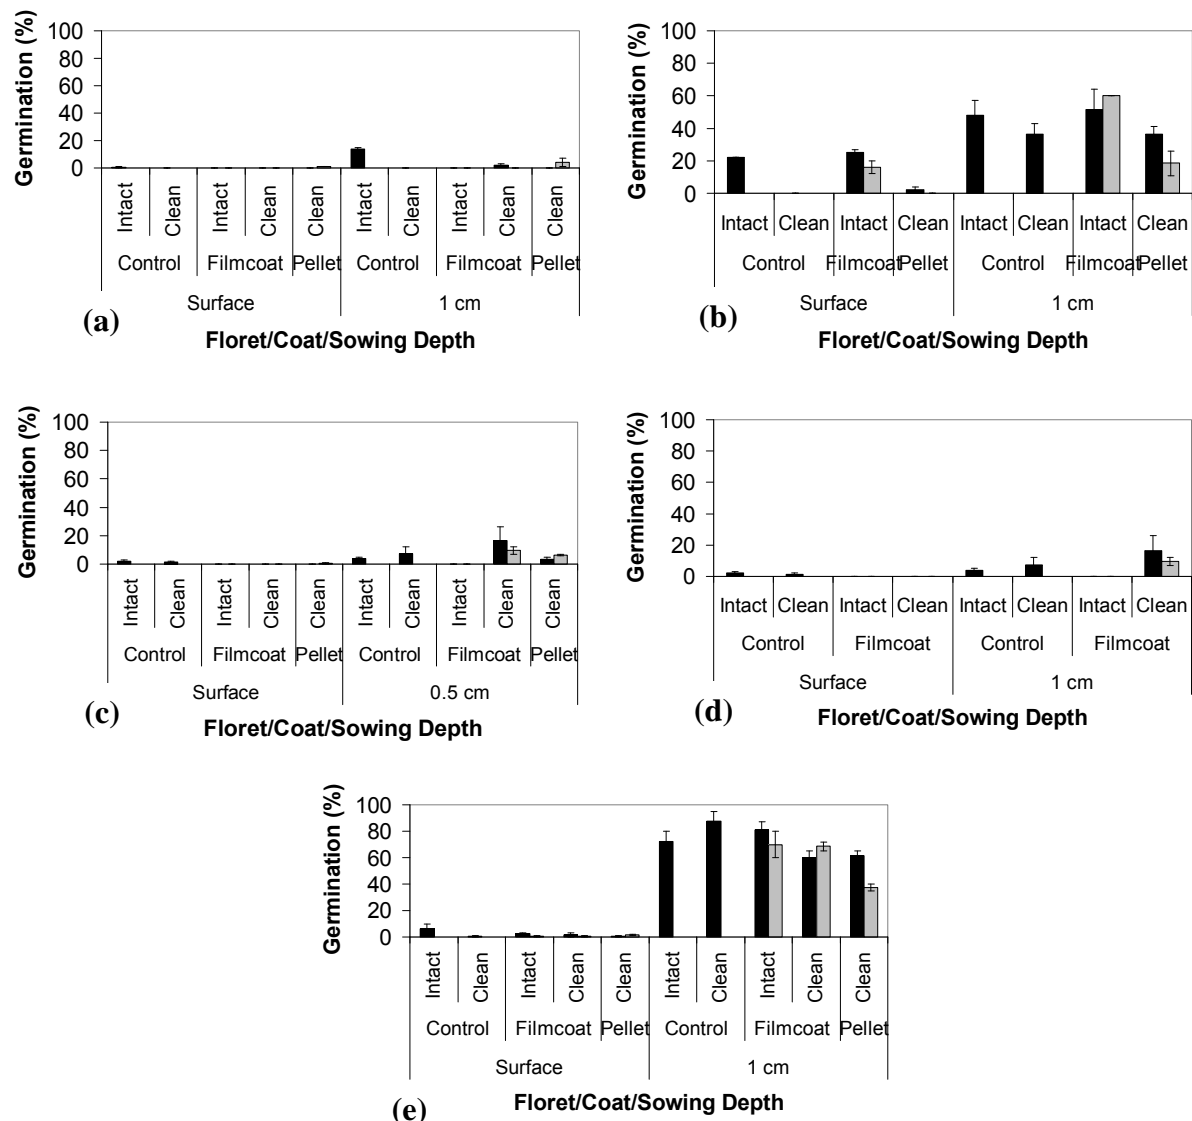 Germination (%)
100
80
60
40
20
0
Intact Clean Intact Clean Clean Intact Clean Intact Clean Clean
Control Filmcoat Pellet Control Filmcoat Pellet
Surface 1 cm
(a)
Floret/Coat/Sowing Depth
Germination (%)
100
80
60
40
20
0
Intact Clean Intact Clean Intact Clean Intact Clean
Control Filmcoat Pellet Control Filmcoat Pellet
Surface 1 cm
(b)
Floret/Coat/Sowing Depth
Germination (%)
100
80
60
40
20
0
Intact Clean Intact Clean Clean Intact Clean Intact Clean Clean
Control Filmcoat Pellet Control Filmcoat Pellet
Surface 0.5 cm
(c)
Floret/Coat/Sowing Depth
Germination (%)
100
80
60
40
20
0
Intact Clean Intact Clean Intact Clean Intact Clean
Control Filmcoat Control Filmcoat
Surface 1 cm
(d)
Floret/Coat/Sowing Depth
Germination (%)
100
80
60
40
20
0
Intact Clean Intact Clean Clean Intact Clean Intact Clean Clean
Control Filmcoat Pellet Control Filmcoat Pellet
Surface 1 cm
(e)
Floret/Coat/Sowing Depth